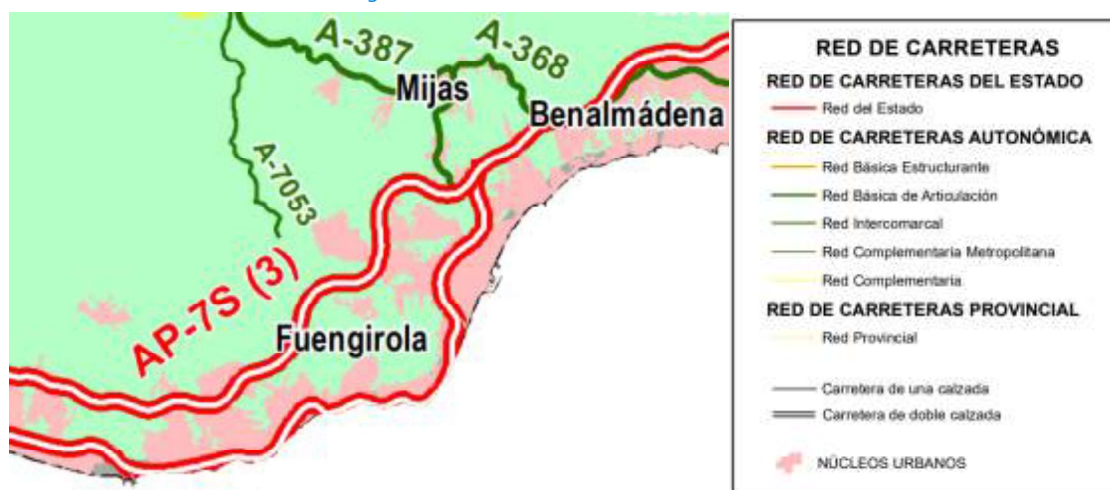 A-387
A-368
Mijas
Benalmádena
A-7053
AP-7S (3)
Fuengirola
RED DE CARRETERAS
RED DE CARRETERAS DEL ESTADO
Red del Estado
RED DE CARRETERAS AUTONÓMICA
Red Básica Estructurante
Red Básica de Articulación
Red Intercomarcal
Red Complementaria Metropolitana
Red Complementaria
RED DE CARRETERAS PROVINCIAL
Red Provincial
Carretera de una calzada
Carretera de doble calzada
NÚCLEOS URBANOS